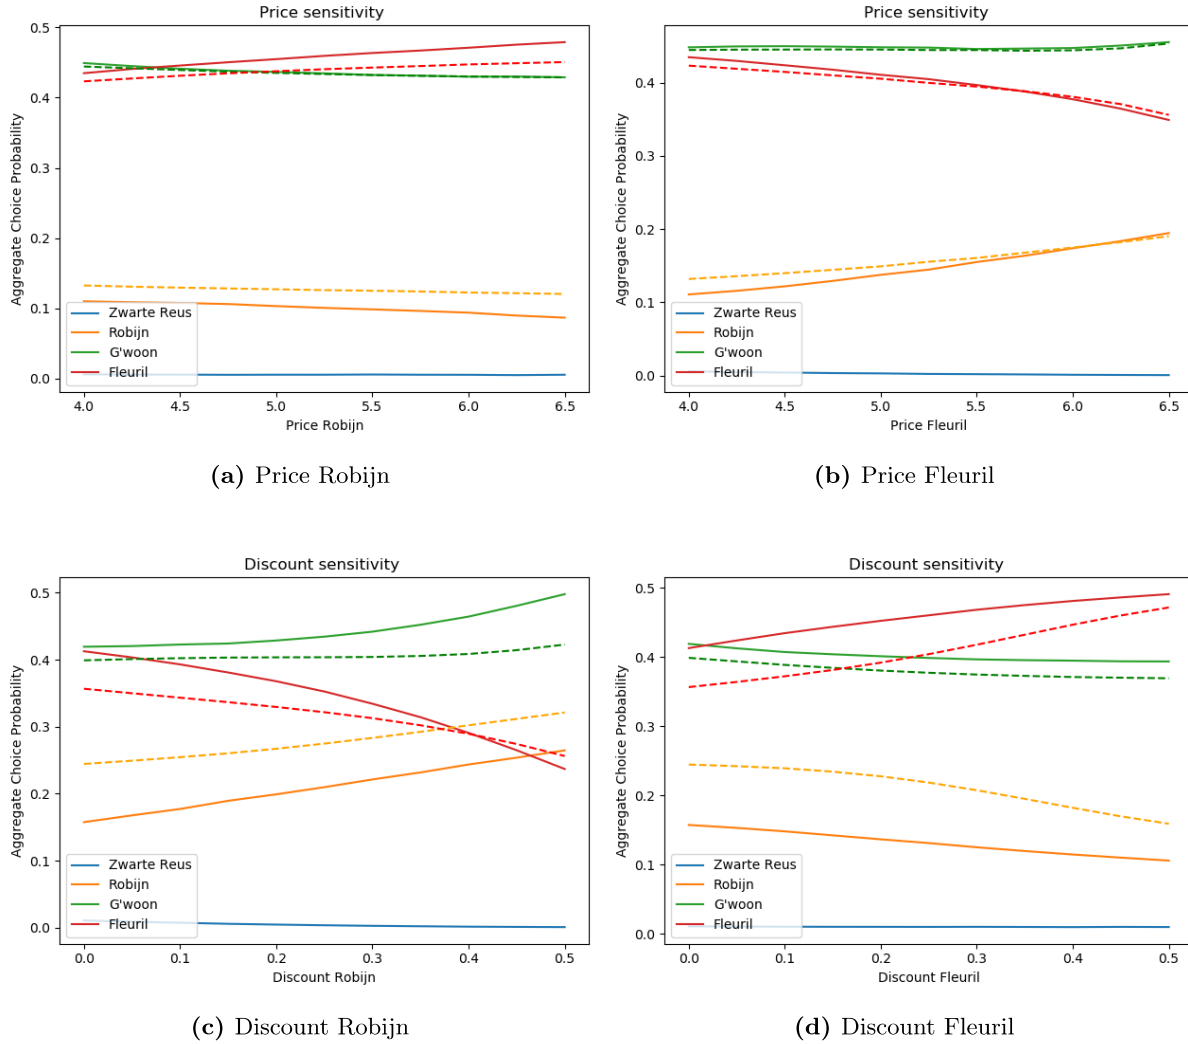 Price sensitivity
Aggregate Choice Probability
0.5
0.4
0.3
0.2
0.1
0.0
Zwarte Reus
Robijn
G'woon
Fleuril
4.0 4.5 5.0 5.5 6.0 6.5
Price Robijn
(a) Price Robijn
Price sensitivity
Aggregate Choice Probability
0.4
0.3
0.2
0.1
0.0
Zwarte Reus
Robijn
G'woon
Fleuril
4.0 4.5 5.0 5.5 6.0 6.5
Price Fleuril
(b) Price Fleuril
Discount sensitivity
Aggregate Choice Probability
0.5
0.4
0.3
0.2
0.1
0.0
Zwarte Reus
Robijn
G'woon
Fleuril
0.0 0.1 0.2 0.3 0.4 0.5
Discount Robijn
(c) Discount Robijn
Discount sensitivity
Aggregate Choice Probability
0.5
0.4
0.3
0.2
0.1
0.0
Zwarte Reus
Robijn
G'woon
Fleuril
0.0 0.1 0.2 0.3 0.4 0.5
Discount Fleuril
(d) Discount Fleuril